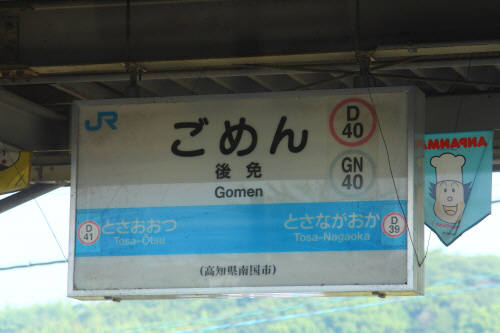 JR
ごめん
D
40
後免
GN
40
Gomen
とさおおつ
とさながおか
D
41
Tosa-Ōtsu
Tosa-Nagaoka
D
39
(高知県南国市)
ANPANMAN